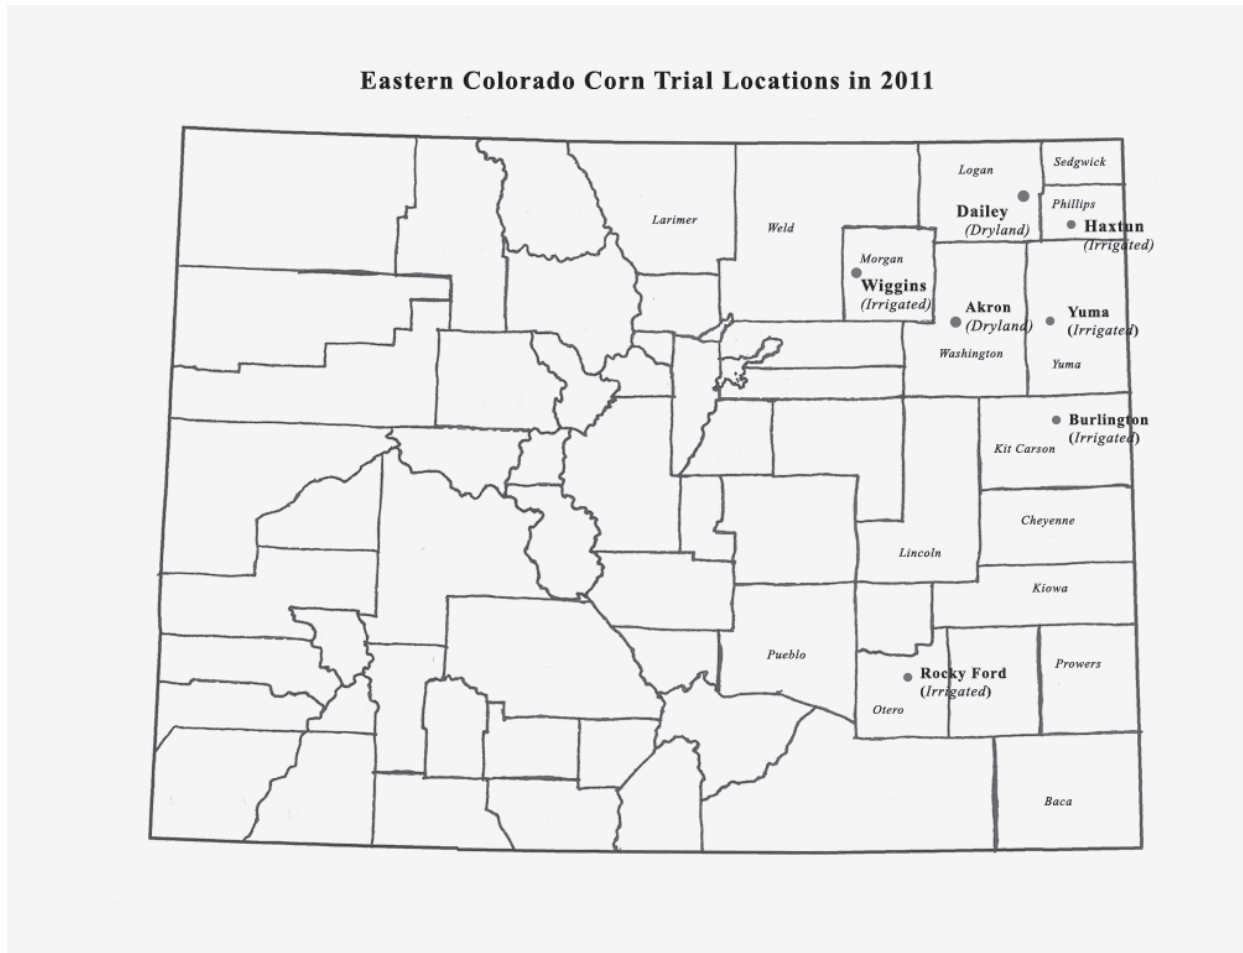 Eastern Colorado Corn Trial Locations in 2011
Sedgwick
Logan
Phillips
Dailey
(Dryland)
Haxtun
(Irrigated)
Larimer
Weld
Morgan
Wiggins
(Irrigated)
Akron
(Dryland)
Washington
Yuma
(Irrigated)
Yuma
Burlington
(Irrigated)
Kit Carson
Cheyenne
Lincoln
Kiowa
Pueblo
Prowers
Rocky Ford
(Irrigated)
Otero
Baca